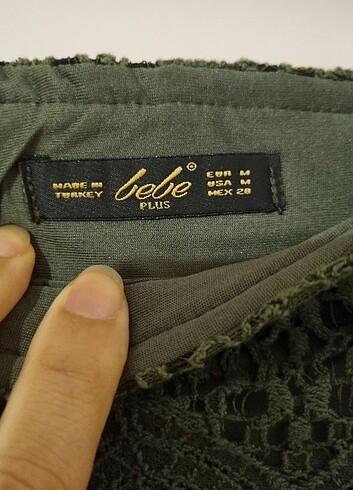 MADE IN
TURKEY
bebe
PLUS
EUR M
USA M
MEX 28